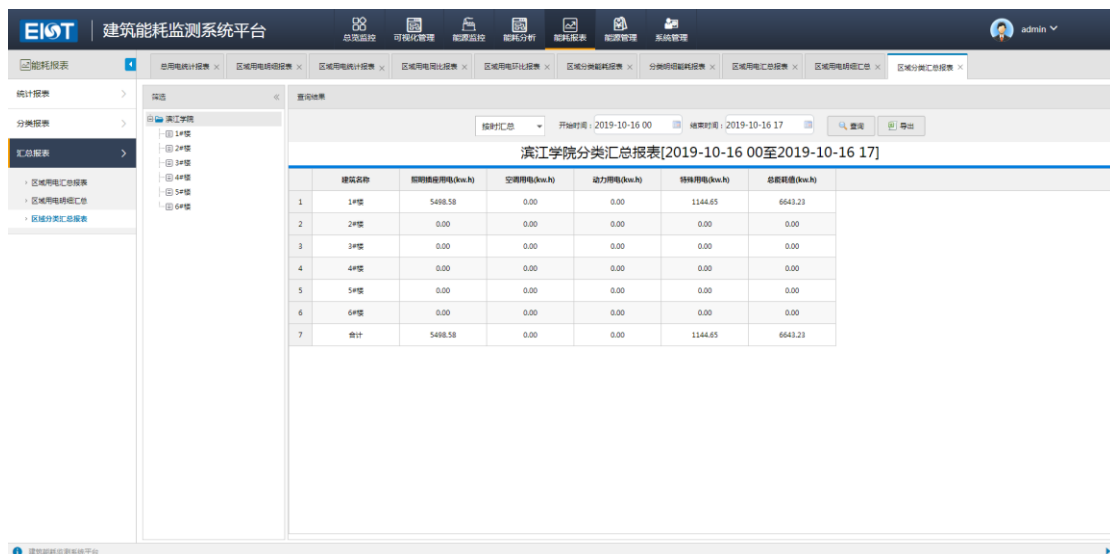 EIOT 建筑能耗监测系统平台
总览监控 可视化管理 能源监控 能耗分析 能耗报表 能源管理 系统管理
admin
能耗报表
总用电统计报表 区域用电明细报表 区域用电统计报表 区域用电同比报表 区域用电环比报表 区域分类能耗报表 分类明细能耗报表 区域用电汇总报表 区域用电明细汇总 区域分类汇总报表
统计报表
分类报表
汇总报表
区域用电汇总报表
区域用电明细汇总
区域分类汇总报表
筛选
滨江学院
1#楼
2#楼
3#楼
4#楼
5#楼
6#楼
查询结果
按时汇总 开始时间: 2019-10-16 00 结束时间: 2019-10-16 17 查询 导出
滨江学院分类汇总报表[2019-10-16 00至2019-10-16 17]
建筑名称 照明插座用电(kw.h) 空调用电(kw.h) 动力用电(kw.h) 特殊用电(kw.h) 总能耗值(kw.h)
1 1#楼 5498.58 0.00 0.00 1144.65 6643.23
2 2#楼 0.00 0.00 0.00 0.00 0.00
3 3#楼 0.00 0.00 0.00 0.00 0.00
4 4#楼 0.00 0.00 0.00 0.00 0.00
5 5#楼 0.00 0.00 0.00 0.00 0.00
6 6#楼 0.00 0.00 0.00 0.00 0.00
7 合计 5498.58 0.00 0.00 1144.65 6643.23
建筑能耗监测系统平台